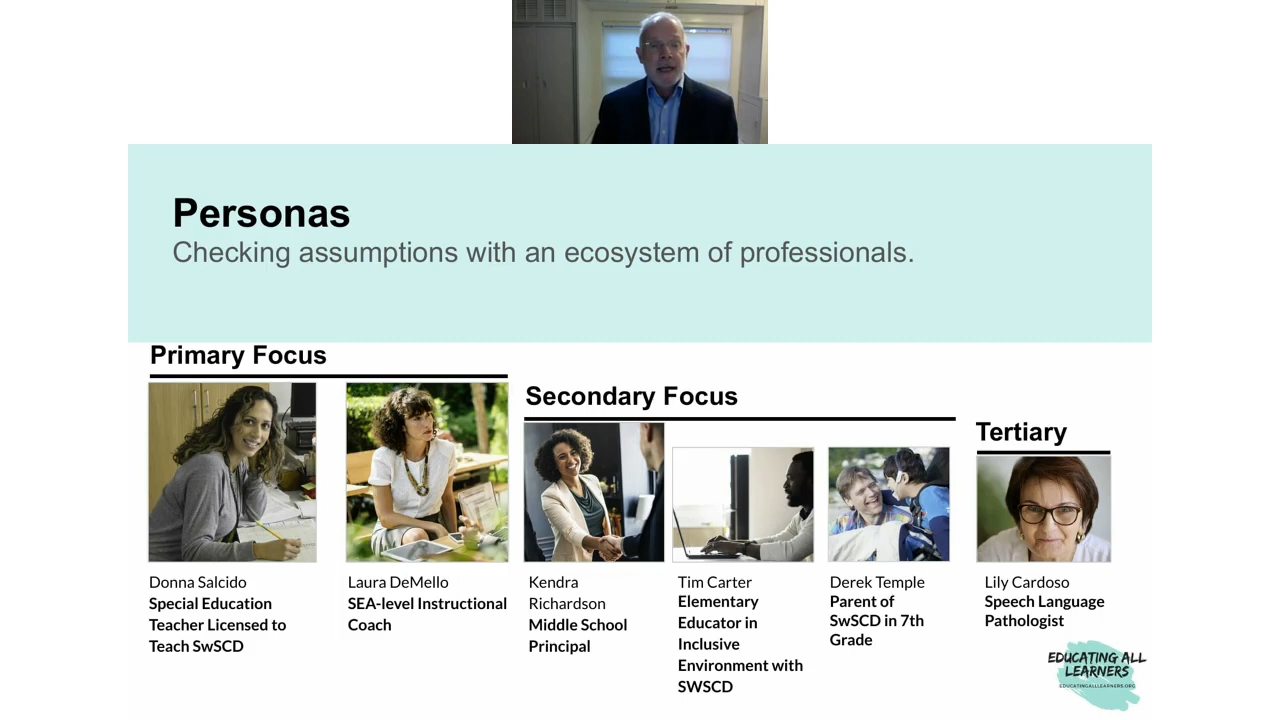 Personas
Checking assumptions with an ecosystem of professionals.
Primary Focus
Secondary Focus
Tertiary
Donna Salcido
Special Education
Teacher Licensed to
Teach SwSCD
Laura DeMello
SEA-level Instructional
Coach
Kendra
Richardson
Middle School
Principal
Tim Carter
Elementary
Educator in
Inclusive
Environment with
SWSCD
Derek Temple
Parent of
SwSCD in 7th
Grade
Lily Cardoso
Speech Language
Pathologist
EDUCATING ALL
LEARNERS
EDUCATINGALLLEARNERS.ORG